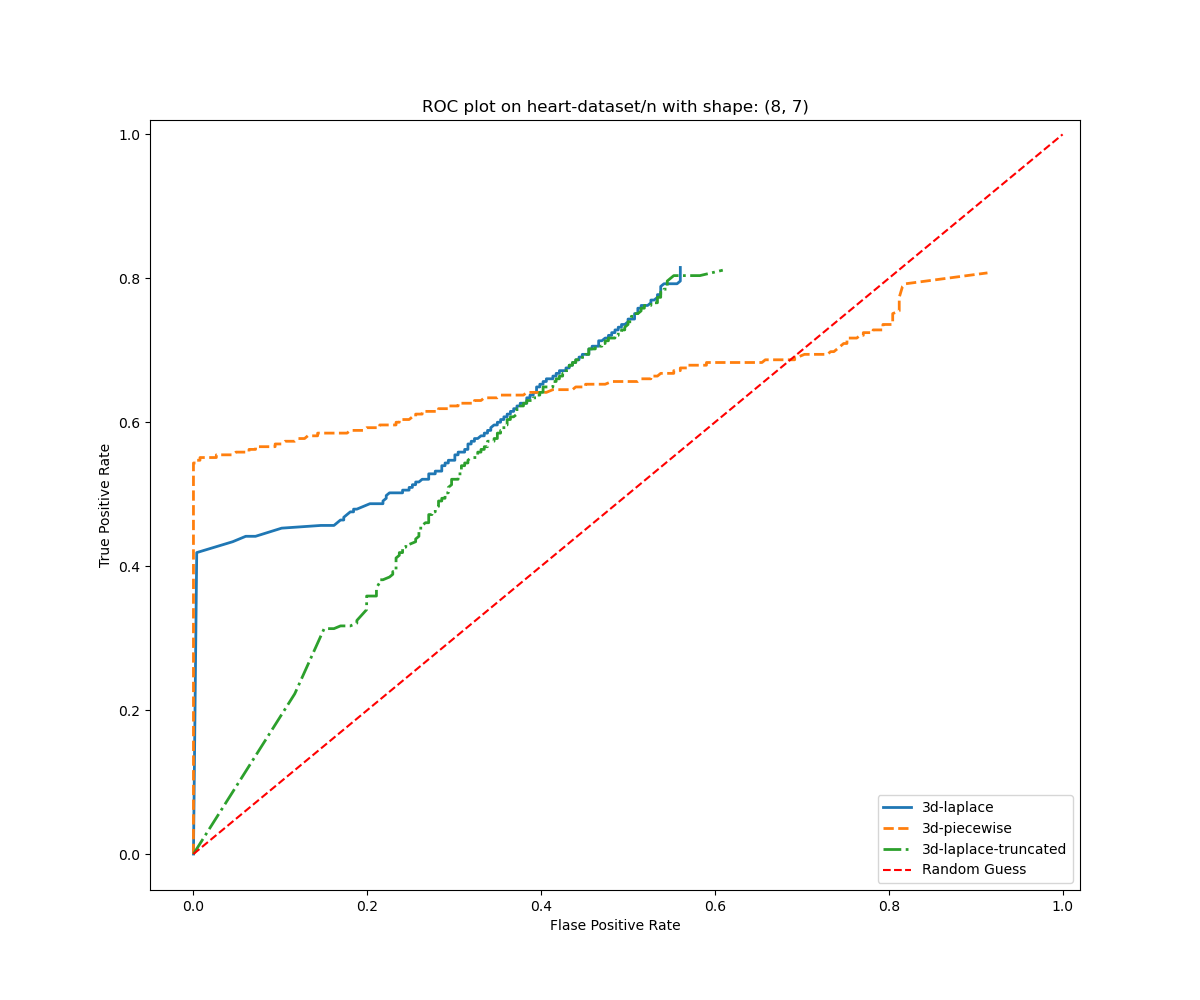 ROC plot on heart-dataset/n with shape: (8, 7)
1.0
0.8
0.6
0.4
0.2
0.0
True Positive Rate
0.0 0.2 0.4 0.6 0.8 1.0
Flase Positive Rate
3d-laplace
3d-piecewise
3d-laplace-truncated
Random Guess